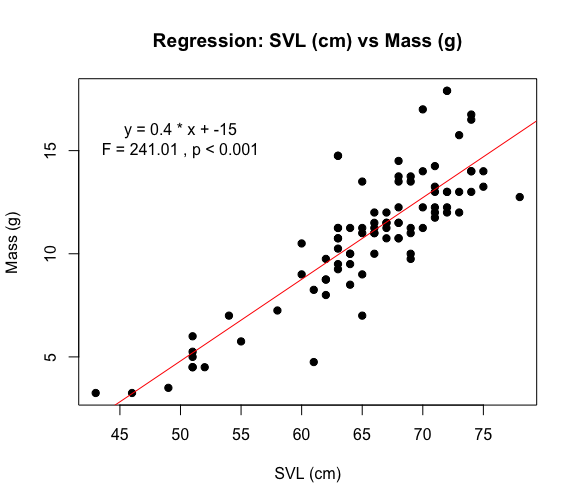 Regression: SVL (cm) vs Mass (g)
y = 0.4 * x + -15
F = 241.01 , p < 0.001
Mass (g)
15
10
5
45 50 55 60 65 70 75
SVL (cm)